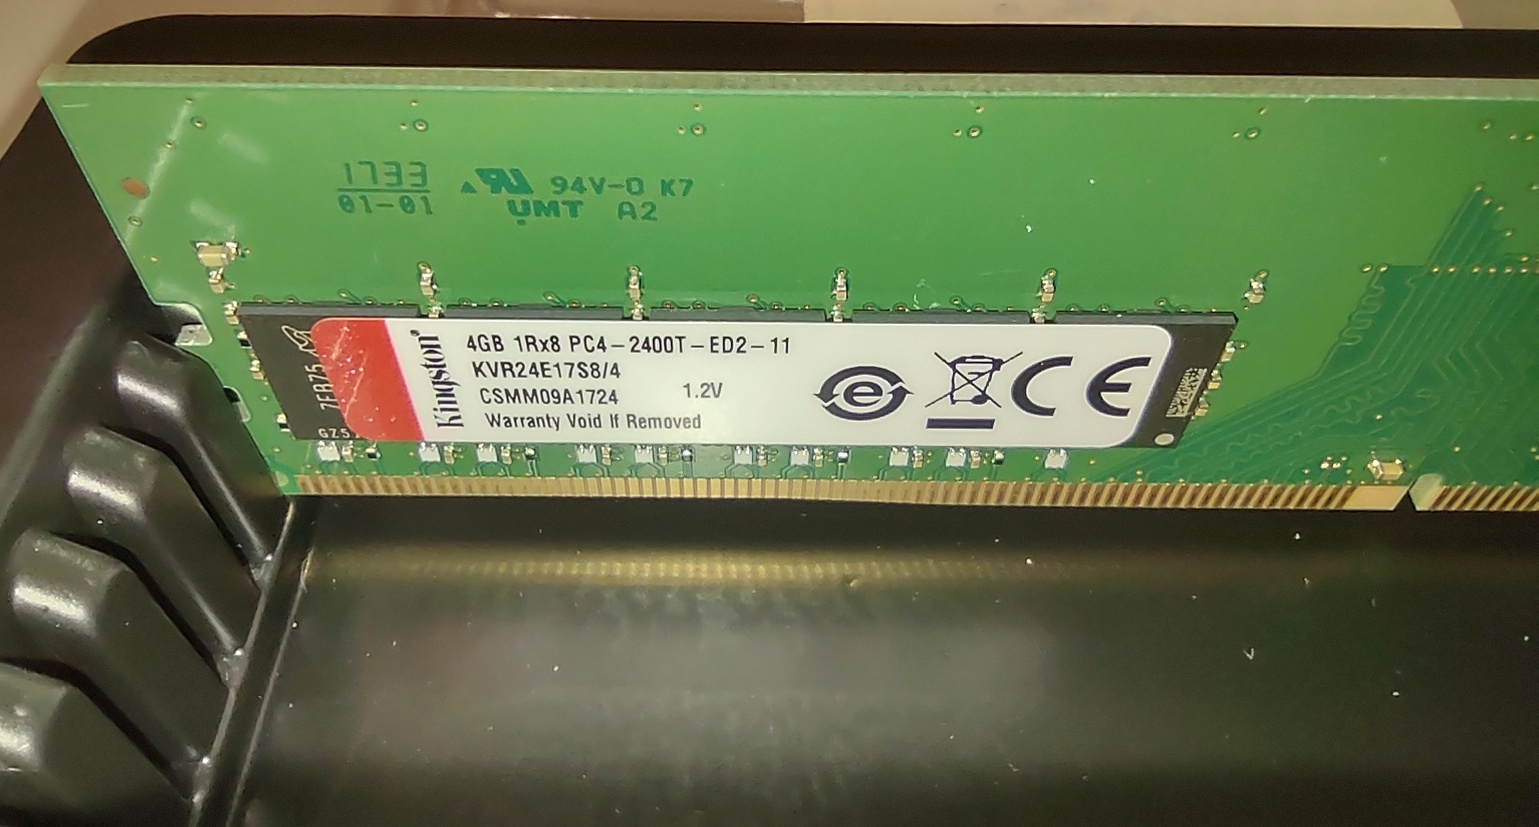 1733
01-01
RU 94V-0 K7
UMT A2
Kingston
4GB 1Rx8 PC4-2400T-ED2-11
KVR24E17S8/4
CSMM09A1724 1.2V
Warranty Void If Removed
e
CE